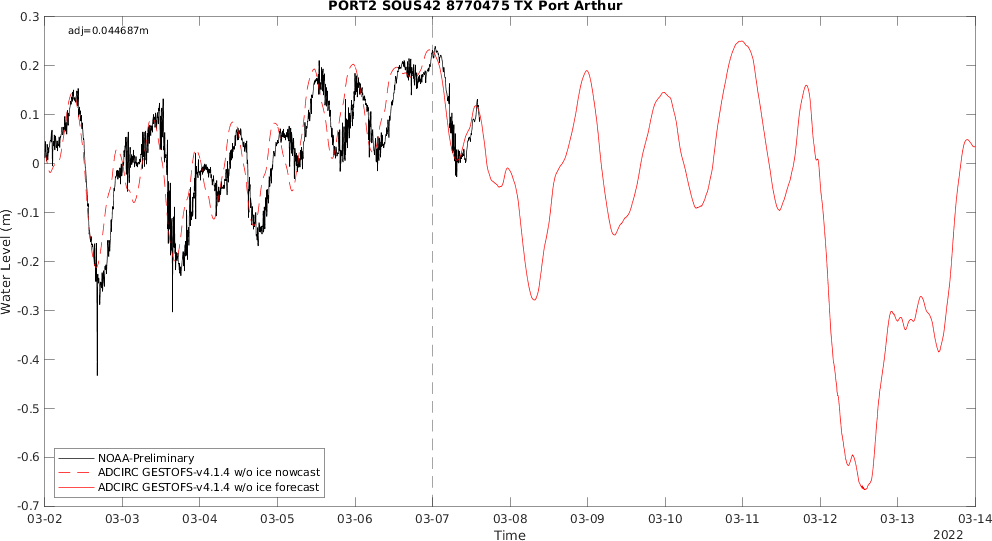 PORT2 SOUS42 8770475 TX Port Arthur
adj=0.044687m
0.3
0.2
0.1
0
-0.1
-0.2
-0.3
-0.4
-0.5
-0.6
-0.7
Water Level (m)
NOAA-Preliminary
ADCIRC GESTOFS-v4.1.4 w/o ice nowcast
ADCIRC GESTOFS-v4.1.4 w/o ice forecast
03-02 03-03 03-04 03-05 03-06 03-07 03-08 03-09 03-10 03-11 03-12 03-13 03-14
Time
2022